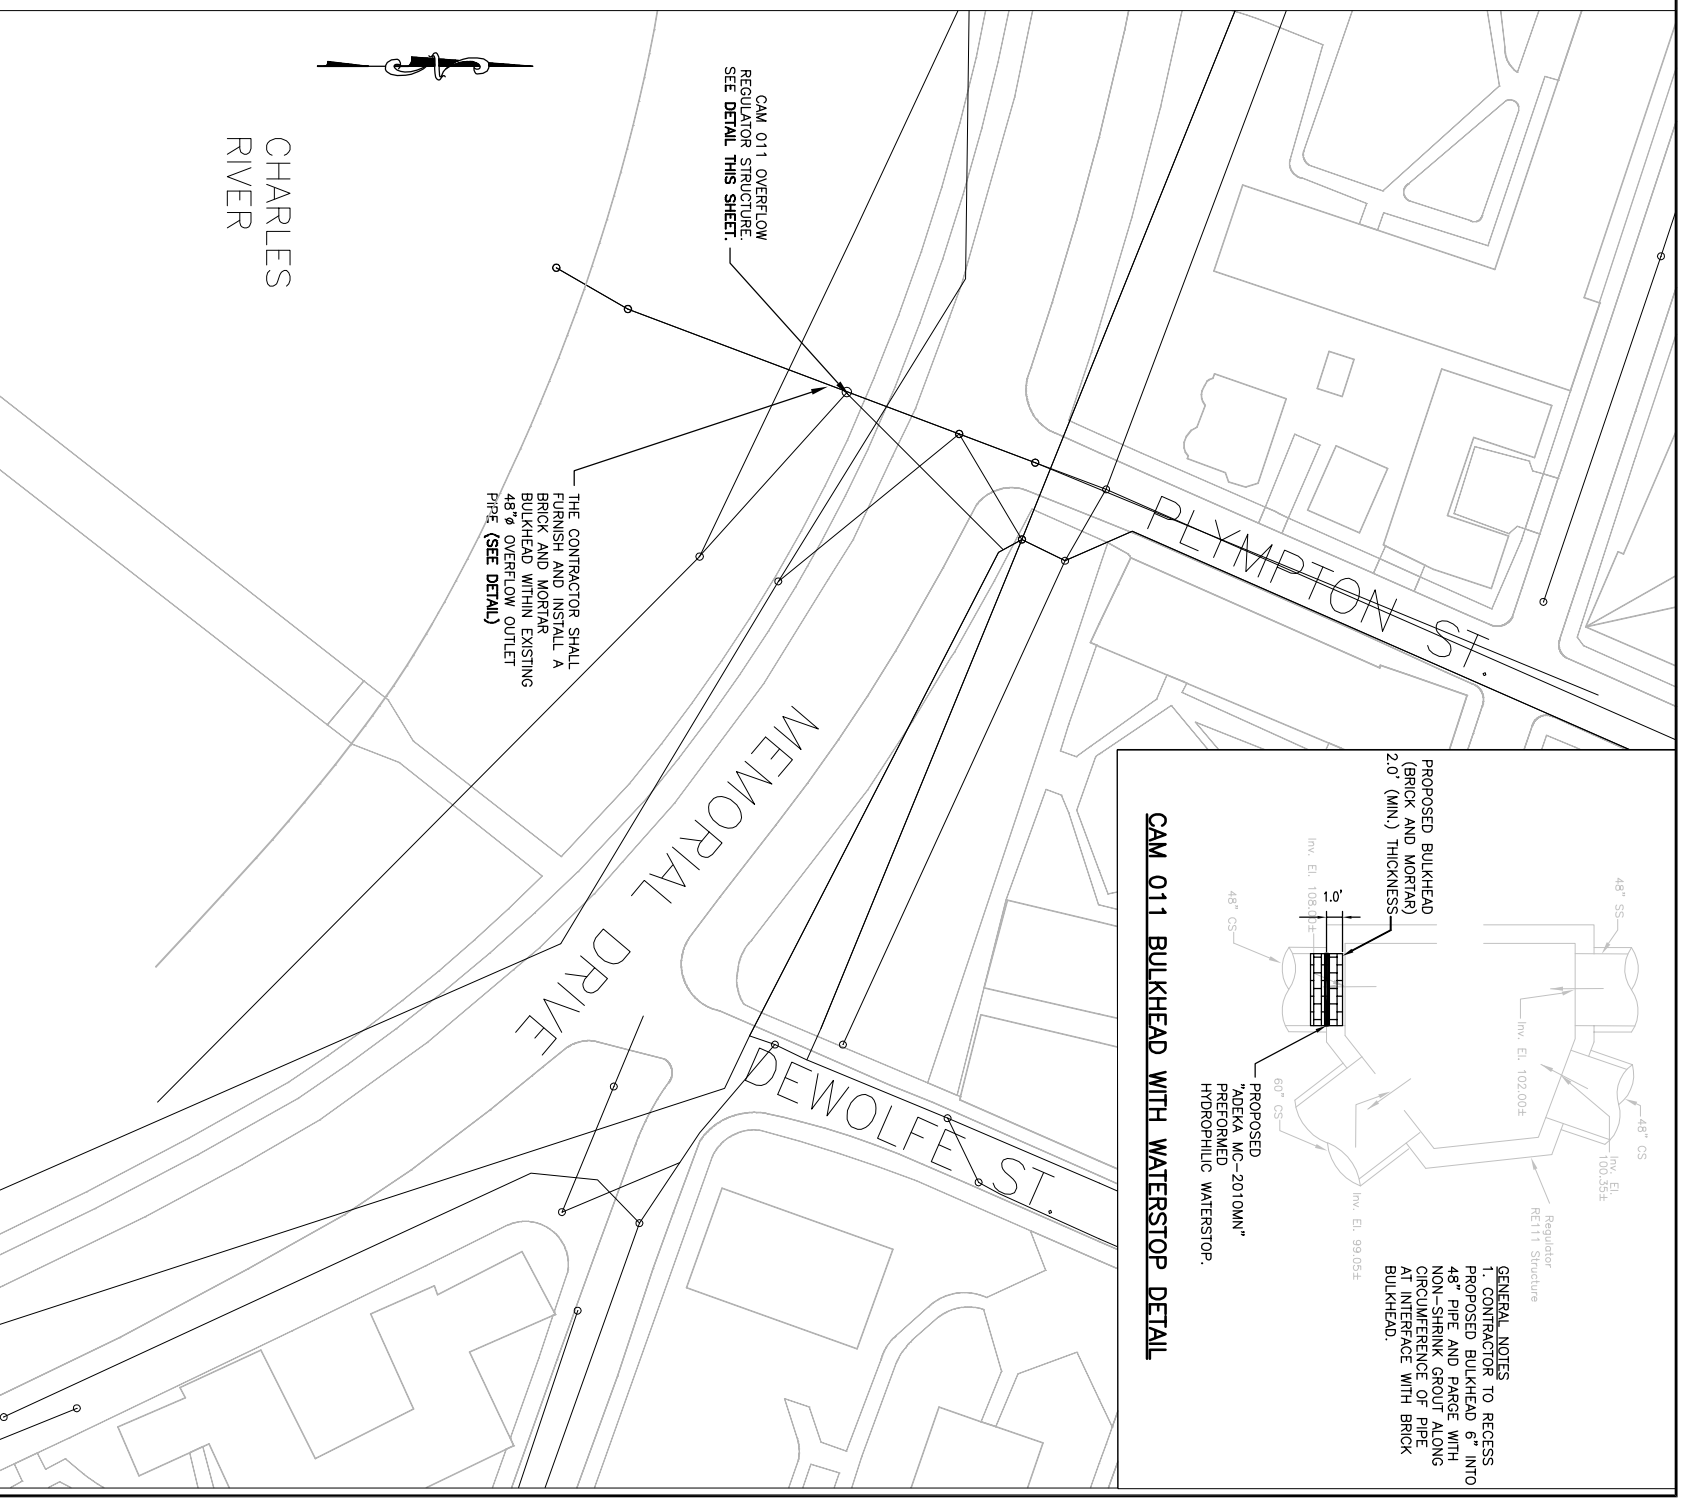 CHARLES
RIVER
CAM 011 OVERFLOW
REGULATOR STRUCTURE.
SEE DETAIL THIS SHEET.
THE CONTRACTOR SHALL
FURNISH AND INSTALL A
BRICK AND MORTAR
BULKHEAD WITHIN EXISTING
48"ø OVERFLOW OUTLET
PIPE (SEE DETAIL)
PLYMPTON ST.
MEMORIAL DRIVE
DEWOLFE ST.
PROPOSED BULKHEAD
(BRICK AND MORTAR)
2.0' (MIN.) THICKNESS
1.0'
48" SS
48" CS
Inv. El. 108.00±
48" CS
Inv. El. 102.00±
Inv. El.
100.35±
60" CS
Inv. El. 99.05±
Regulator
RE111 Structure
PROPOSED
"ADEKA MC-2010MN"
PREFORMED
HYDROPHILIC WATERSTOP.
GENERAL NOTES
1. CONTRACTOR TO RECESS
PROPOSED BULKHEAD 6" INTO
48" PIPE AND PARGE WITH
NON-SHRINK GROUT ALONG
CIRCUMFERENCE OF PIPE
AT INTERFACE WITH BRICK
BULKHEAD.
CAM 011 BULKHEAD WITH WATERSTOP DETAIL